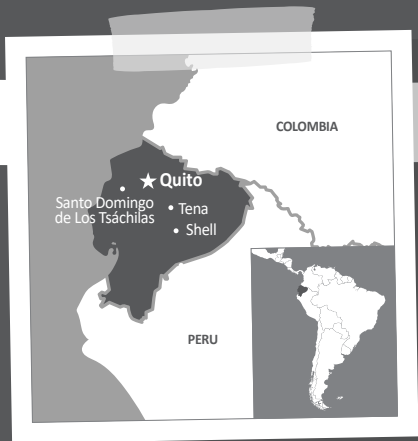 COLOMBIA
Quito
Santo Domingo
de Los Tsáchilas
Tena
Shell
PERU